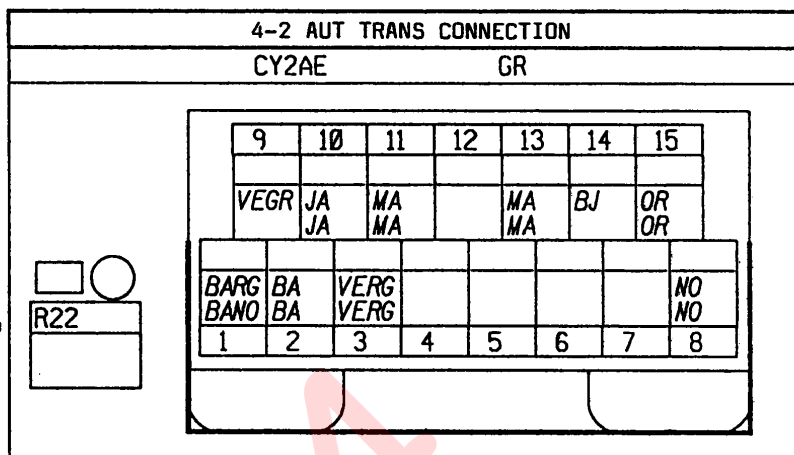 4-2 AUT TRANS CONNECTION
CY2AE GR
9 10 11 12 13 14 15
VEGR JA MA MA BJ OR
JA MA MA OR
BARG BA VERG NO
BANO BA VERG NO
R22
1 2 3 4 5 6 7 8